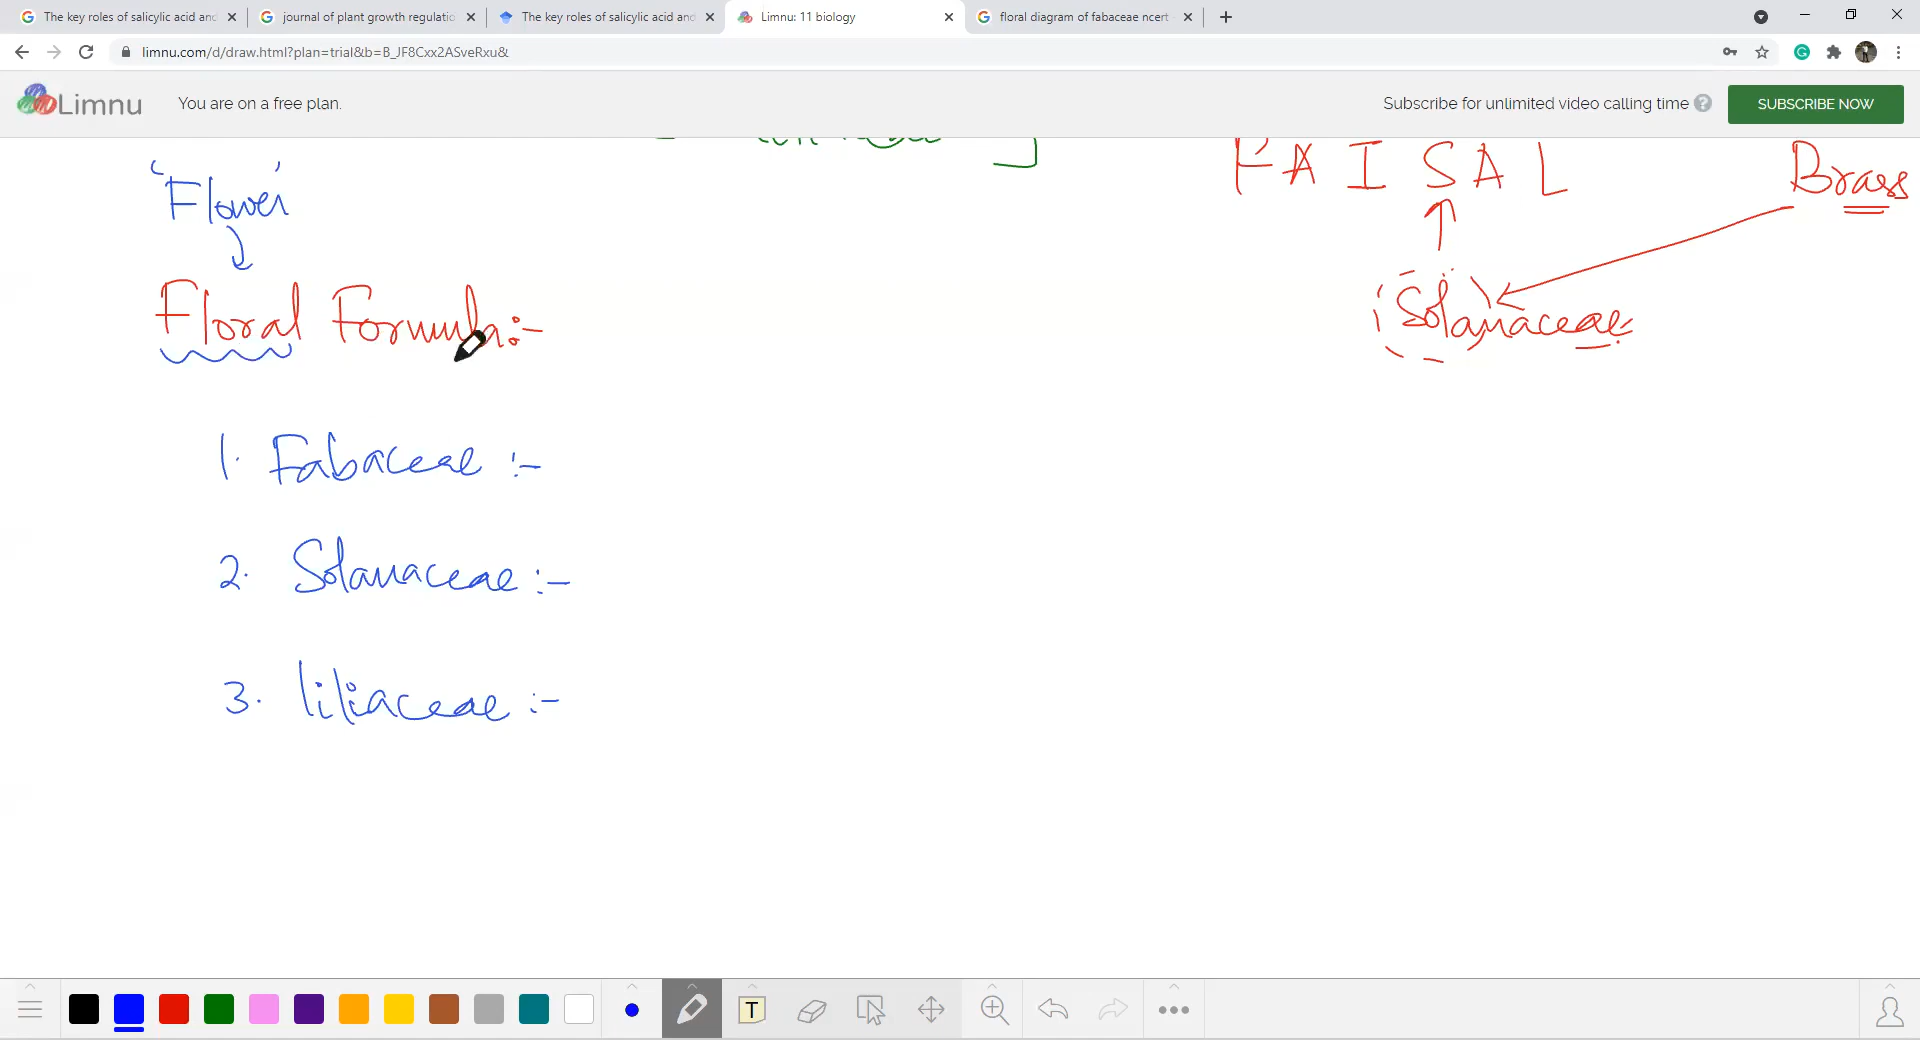 The key roles of salicylic acid and
journal of plant growth regulatio
The key roles of salicylic acid and
Limnu: 11 biology
floral diagram of fabaceae ncert
limnu.com/d/draw.html?plan=trial&b=B_JF8Cxx2ASveRxu&
Limnu
You are on a free plan.
Subscribe for unlimited video calling time ?
SUBSCRIBE NOW
'Flower'
FAISAL
Brass
Floral Formula:-
Solanaceae
1. Fabaceae :-
2. Solanaceae :-
3. liliaceae :-
T